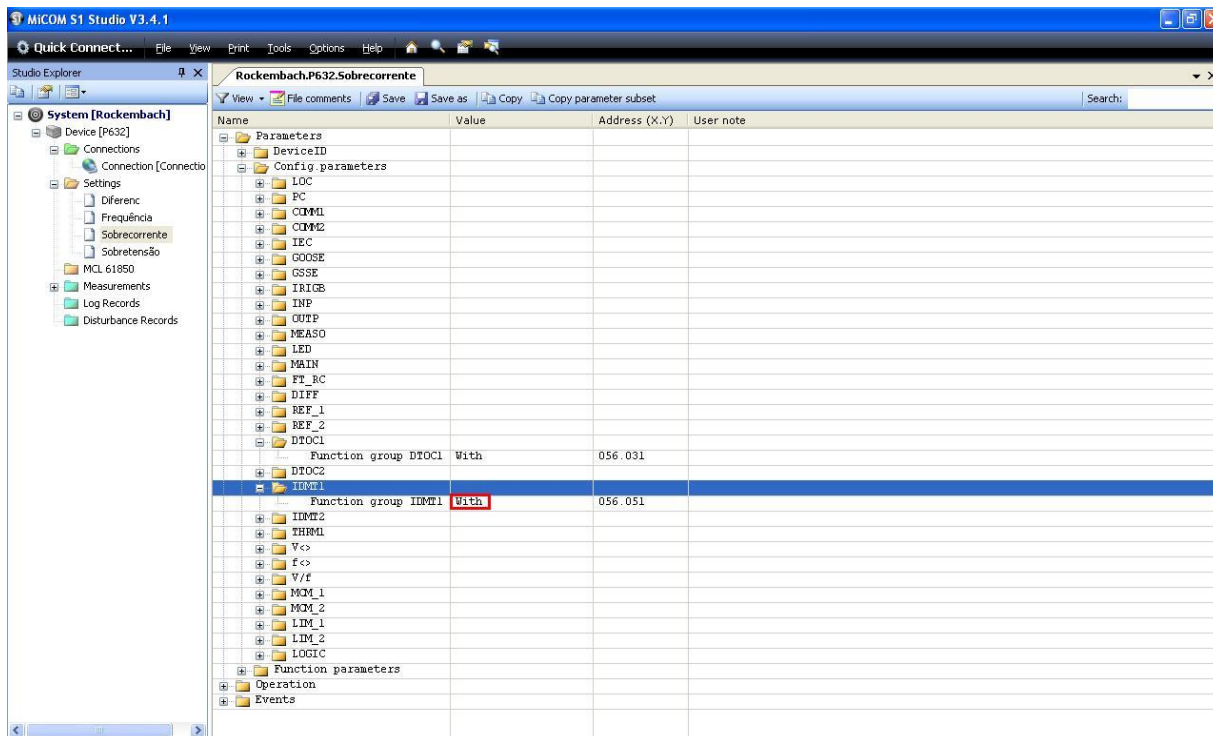 MiCOM S1 Studio V3.4.1
Quick Connect... File View Print Tools Options Help
Studio Explorer
System [Rockembach]
Device [P632]
Connections
Connection [Connectio
Settings
Diferenc
Frequência
Sobrecorrente
Sobretensão
MCL 61850
Measurements
Log Records
Disturbance Records
Rockembach.P632.Sobrecorrente
View File comments Save Save as Copy Copy parameter subset Search:
Name Value Address (X.Y) User note
Parameters
DeviceID
Config.parameters
LOC
PC
COMM1
COMM2
IEC
GOOSE
GSSE
IRIGB
INP
OUTP
MEASO
LED
MAIN
FT_RC
DIFF
REF_1
REF_2
DTOC1
Function group DTOC1 With 056.031
DTOC2
IDMT1
Function group IDMT1 With 056.051
IDMT2
THRM1
V<>
f<>
V/f
MCM_1
MCM_2
LIM_1
LIM_2
LOGIC
Function parameters
Operation
Events